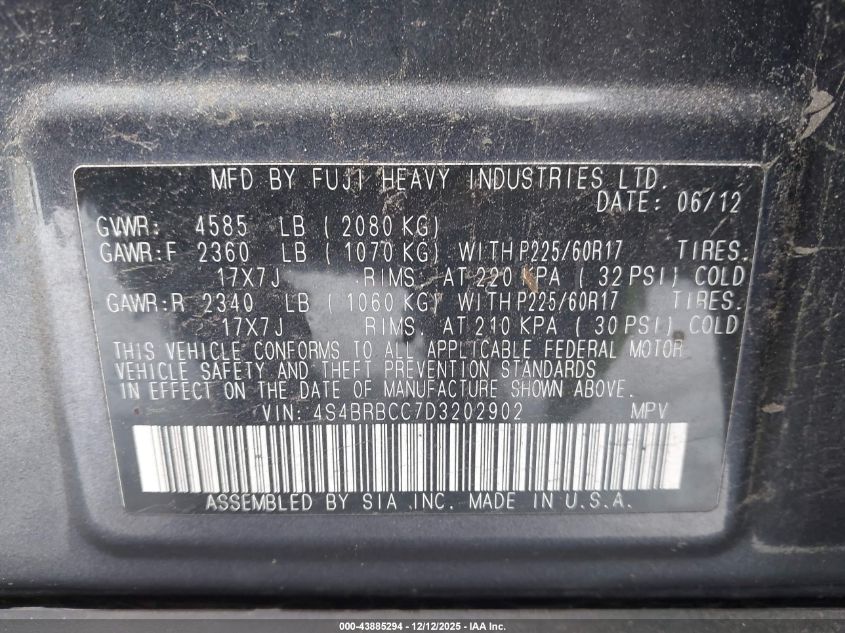 MFD BY FUJI HEAVY INDUSTRIES LTD.
DATE: 06/12
GVWR: 4585 LB ( 2080 KG)
GAWR:F 2360 LB ( 1070 KG) WITH P225/60R17 TIRES.
17X7J RIMS, AT 220 KPA ( 32 PSI) COLD
GAWR:R 2340 LB ( 1060 KG) WITH P225/60R17 TIRES.
17X7J RIMS, AT 210 KPA ( 30 PSI) COLD
THIS VEHICLE CONFORMS TO ALL APPLICABLE FEDERAL MOTOR
VEHICLE SAFETY AND THEFT PREVENTION STANDARDS
IN EFFECT ON THE DATE OF MANUFACTURE SHOWN ABOVE.
VIN: 4S4BRBCC7D3202902 MPV
ASSEMBLED BY SIA INC. MADE IN U.S.A.
000-43885294 - 12/12/2025 - IAA Inc.